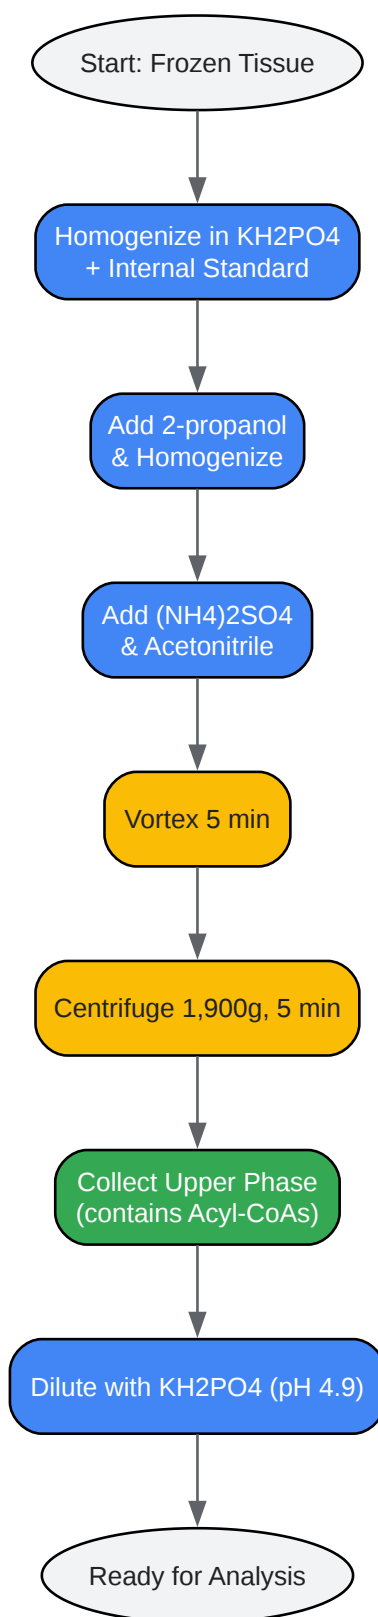 Start: Frozen Tissue
Homogenize in KH2PO4
+ Internal Standard
Add 2-propanol
& Homogenize
Add (NH4)2SO4
& Acetonitrile
Vortex 5 min
Centrifuge 1,900g, 5 min
Collect Upper Phase
(contains Acyl-CoAs)
Dilute with KH2PO4 (pH 4.9)
Ready for Analysis